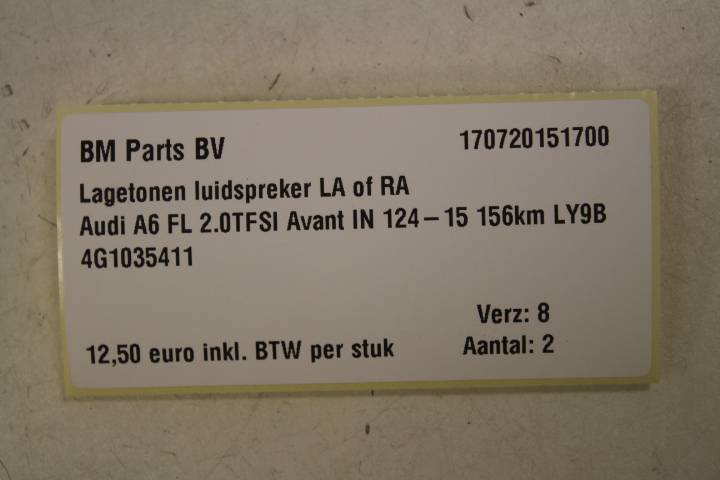 BM Parts BV 170720151700
Lagetonen luidspreker LA of RA
Audi A6 FL 2.0TFSI Avant IN 124-15 156km LY9B
4G1035411
Verz: 8
12,50 euro inkl. BTW per stuk Aantal: 2